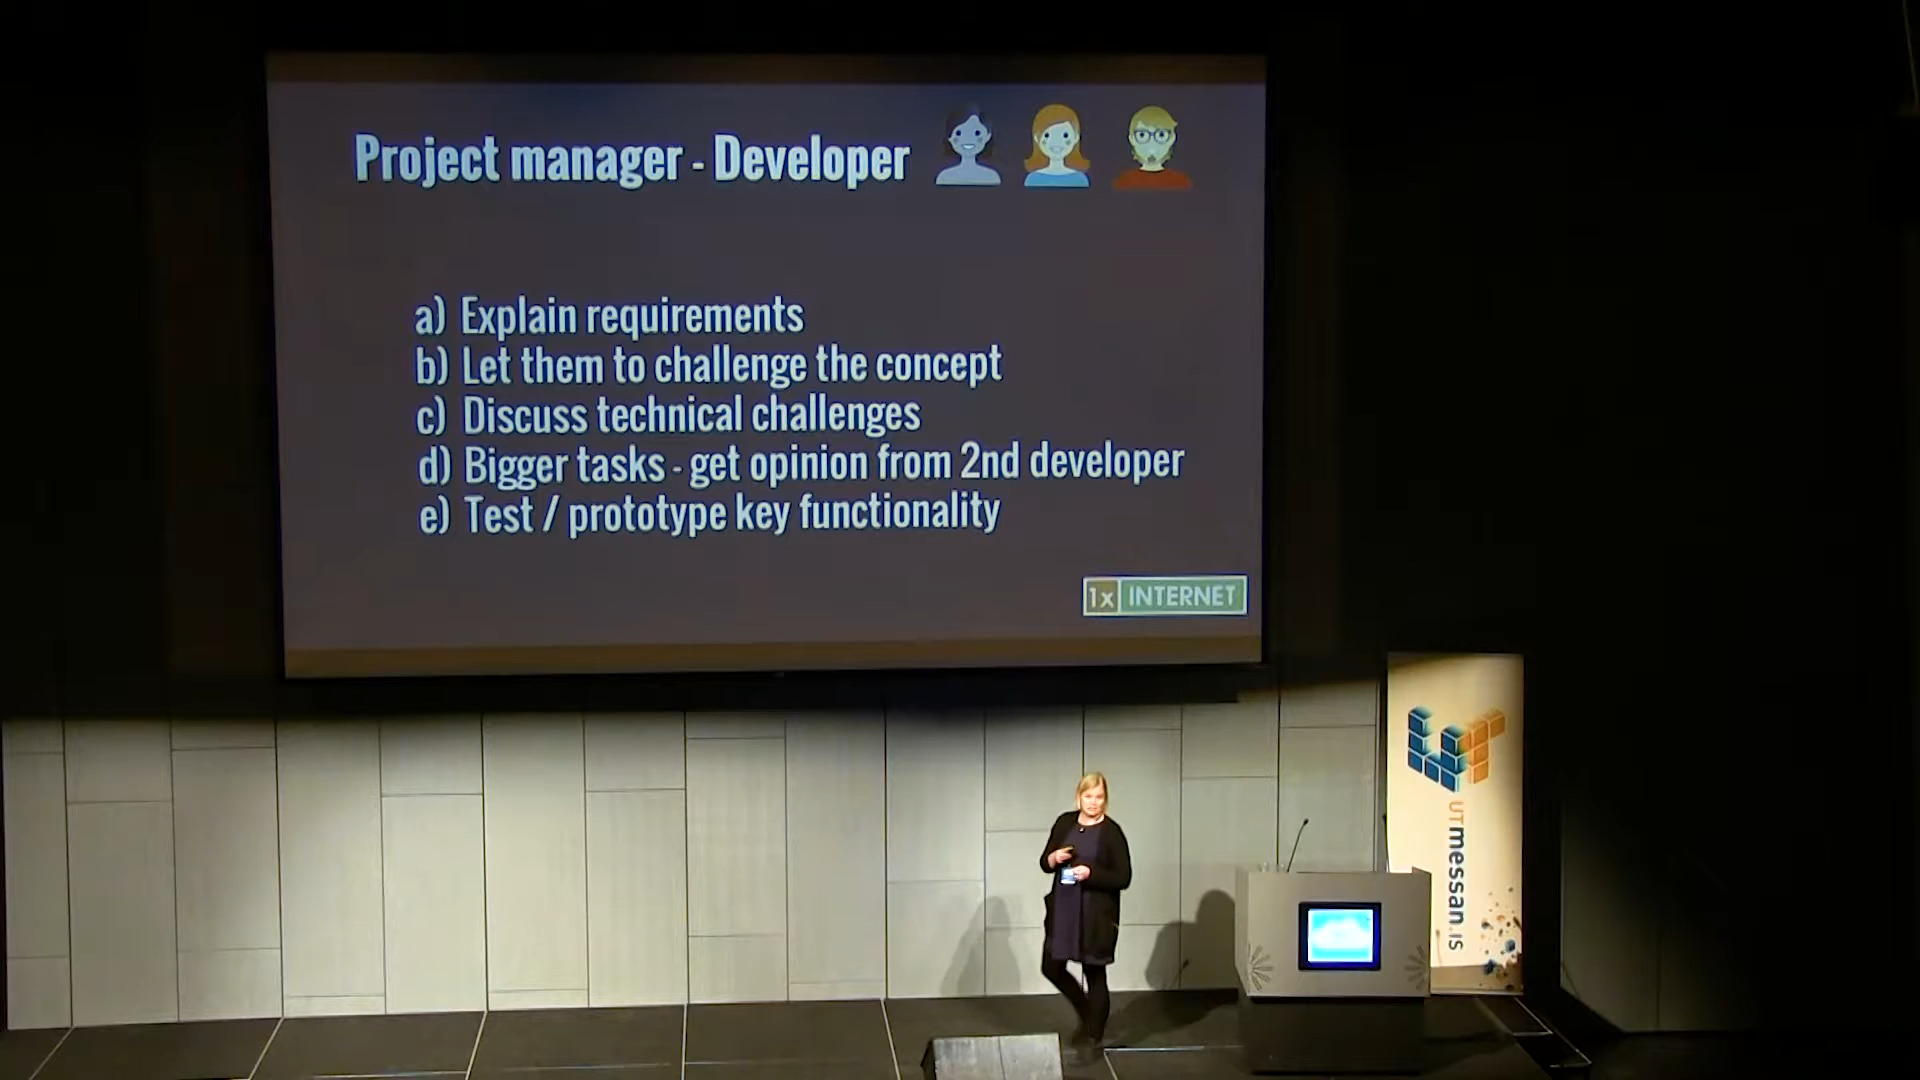 Project manager - Developer
a) Explain requirements
b) Let them to challenge the concept
c) Discuss technical challenges
d) Bigger tasks - get opinion from 2nd developer
e) Test / prototype key functionality
1x INTERNET
UTmessan.is